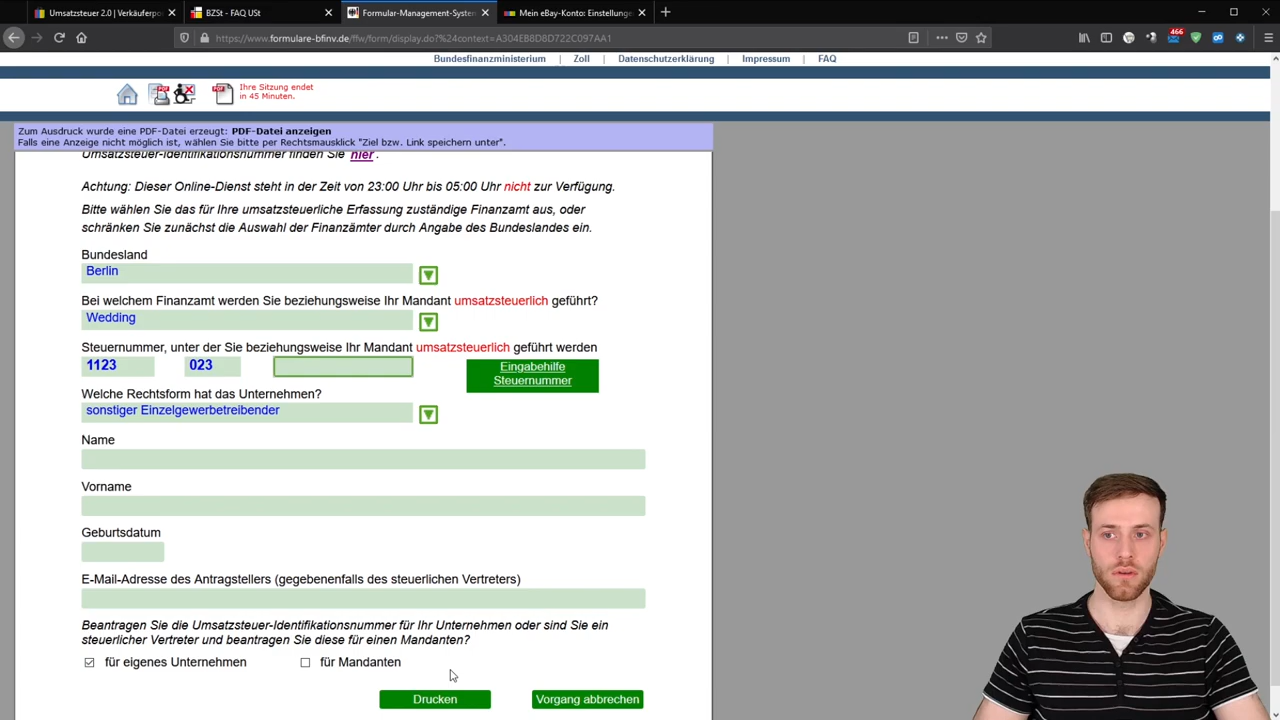 Umsatzsteuer 2.0 | Verkäuferpo
BZSt - FAQ USt
Formular-Management-System
Mein eBay-Konto: Einstellunge
https://www.formulare-bfinv.de/ffw/form/display.do?%24context=A304EB8D8D722C097AA1
466
Bundesfinanzministerium | Zoll | Datenschutzerklärung | Impressum | FAQ
Ihre Sitzung endet
in 45 Minuten.
Zum Ausdruck wurde eine PDF-Datei erzeugt: PDF-Datei anzeigen
Falls eine Anzeige nicht möglich ist, wählen Sie bitte per Rechtsmausklick "Ziel bzw. Link speichern unter".
Umsatzsteuer-Identifikationsnummer finden Sie hier.
Achtung: Dieser Online-Dienst steht in der Zeit von 23:00 Uhr bis 05:00 Uhr nicht zur Verfügung.
Bitte wählen Sie das für Ihre umsatzsteuerliche Erfassung zuständige Finanzamt aus, oder
schränken Sie zunächst die Auswahl der Finanzämter durch Angabe des Bundeslandes ein.
Bundesland
Berlin
Bei welchem Finanzamt werden Sie beziehungsweise Ihr Mandant umsatzsteuerlich geführt?
Wedding
Steuernummer, unter der Sie beziehungsweise Ihr Mandant umsatzsteuerlich geführt werden
1123 023
Eingabehilfe
Steuernummer
Welche Rechtsform hat das Unternehmen?
sonstiger Einzelgewerbetreibender
Name
Vorname
Geburtsdatum
E-Mail-Adresse des Antragstellers (gegebenenfalls des steuerlichen Vertreters)
Beantragen Sie die Umsatzsteuer-Identifikationsnummer für Ihr Unternehmen oder sind Sie ein
steuerlicher Vertreter und beantragen Sie diese für einen Mandanten?
für eigenes Unternehmen für Mandanten
Drucken Vorgang abbrechen